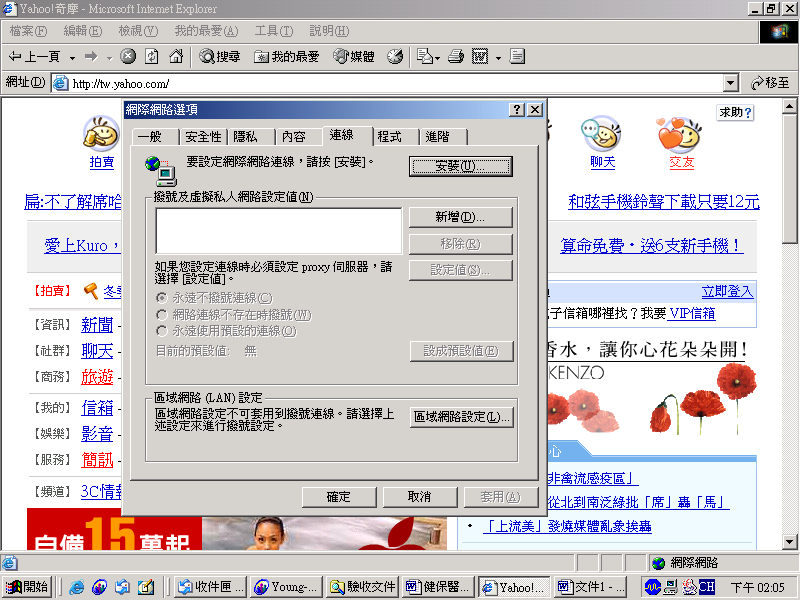 Yahoo!奇摩 - Microsoft Internet Explorer
檔案(F) 編輯(E) 檢視(V) 我的最愛(A) 工具(T) 說明(H)
上一頁 搜尋 我的最愛 媒體
網址(D) http://tw.yahoo.com/ 移至
求助?
拍賣 聊天 交友
扁:不了解席哈 和弦手機鈴聲下載只要12元
愛上Kuro, 算命免費‧送6支新手機!
網際網路選項
一般 安全性 隱私 內容 連線 程式 進階
要設定網際網路連線,請按 [安裝]。 安裝(U)...
撥號及虛擬私人網路設定值(N)
新增(D)...
移除(R)
設定值(S)...
如果您設定連線時必須設定 proxy 伺服器,請
選擇 [設定值]。
永遠不撥號連線(C)
網路連線不存在時撥號(W)
永遠使用預設的連線(O)
目前的預設值: 無 設成預設值(E)
區域網路 (LAN) 設定
區域網路設定不可套用到撥號連線。請選擇上
述設定來進行撥號設定。
區域網路設定(L)...
確定 取消 套用(A)
【拍賣】
【資訊】 新聞
【社群】 聊天
【商務】 旅遊
【我的】 信箱
【娛樂】 影音
【服務】 簡訊
【頻道】 3C情報
自備15萬起
立即登入
子信箱哪裡找?我要 VIP信箱
香水,讓你心花朵朵開!
KENZO
心
非禽流感疫區」
從北到南泛綠批「席」轟「馬」
‧「上流美」發燒媒體亂象挨轟
網際網路
開始 收件匣 ... Young-... 驗收文件 健保醫... Yahoo!... 文件1 - ... CH 下午 02:05